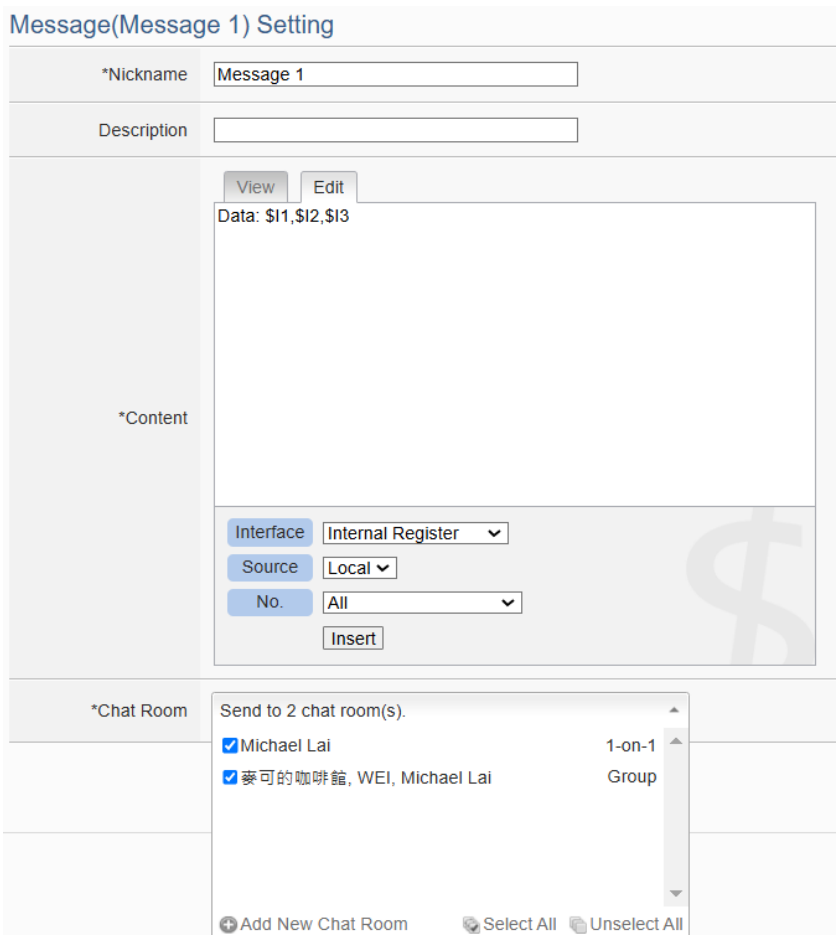 Message(Message 1) Setting
*Nickname
Message 1
Description
View
Edit
Data: $I1,$I2,$I3
*Content
Interface
Internal Register
Source
Local
No.
All
Insert
$
*Chat Room
Send to 2 chat room(s).
Michael Lai
1-on-1
麥可的咖啡館, WEI, Michael Lai
Group
Add New Chat Room
Select All
Unselect All